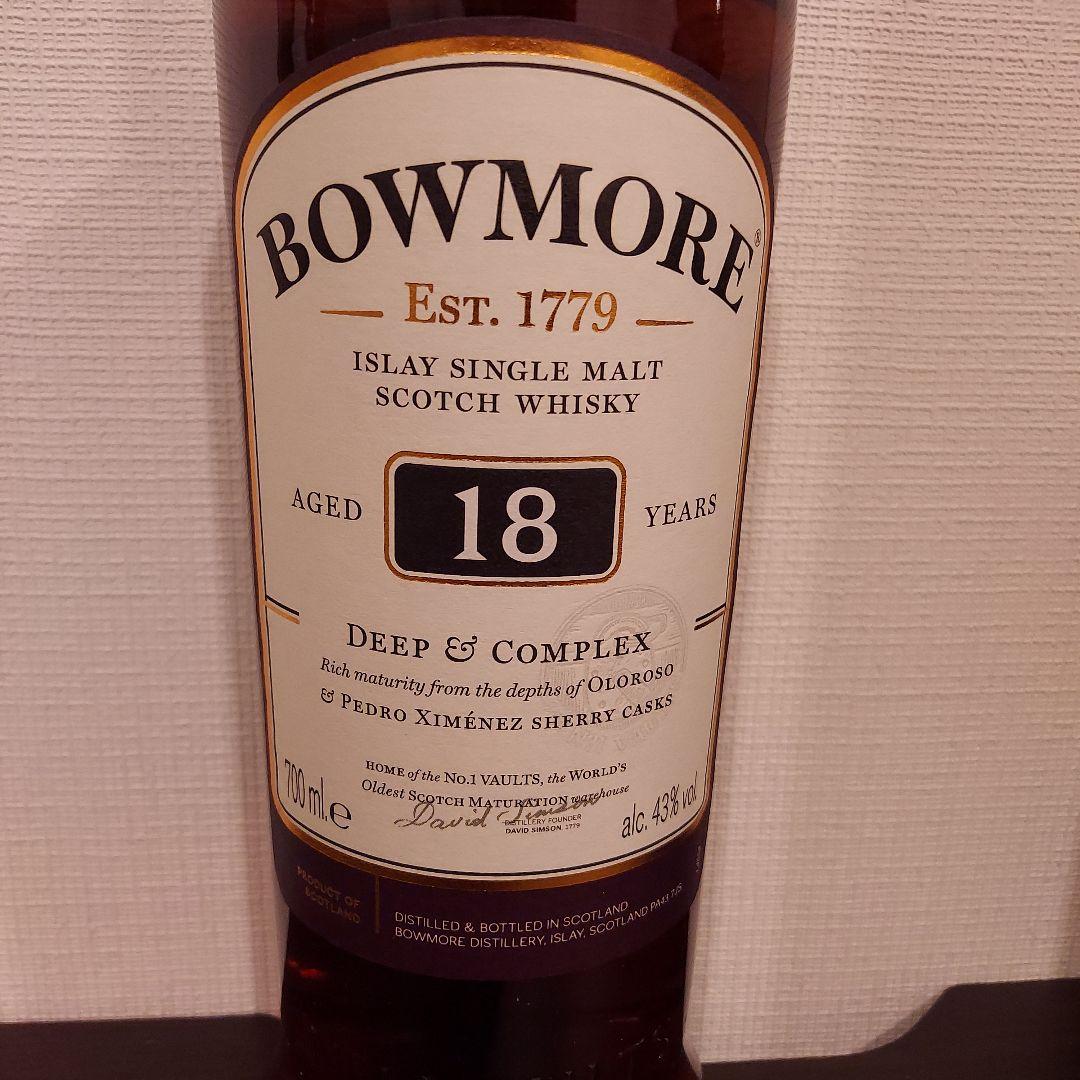 BOWMORE®
EST. 1779
ISLAY SINGLE MALT
SCOTCH WHISKY
AGED 18 YEARS
DEEP & COMPLEX
Rich maturity from the depths of OLOROSO
& PEDRO XIMÉNEZ SHERRY CASKS
HOME of the No.1 VAULTS, the WORLD'S
Oldest SCOTCH MATURATION warehouse
David Simson
DISTILLERY FOUNDER
DAVID SIMSON, 1779
700 ml.e
alc. 43% vol
PRODUCT OF
SCOTLAND
DISTILLED & BOTTLED IN SCOTLAND
BOWMORE DISTILLERY, ISLAY, SCOTLAND PA43 7JS